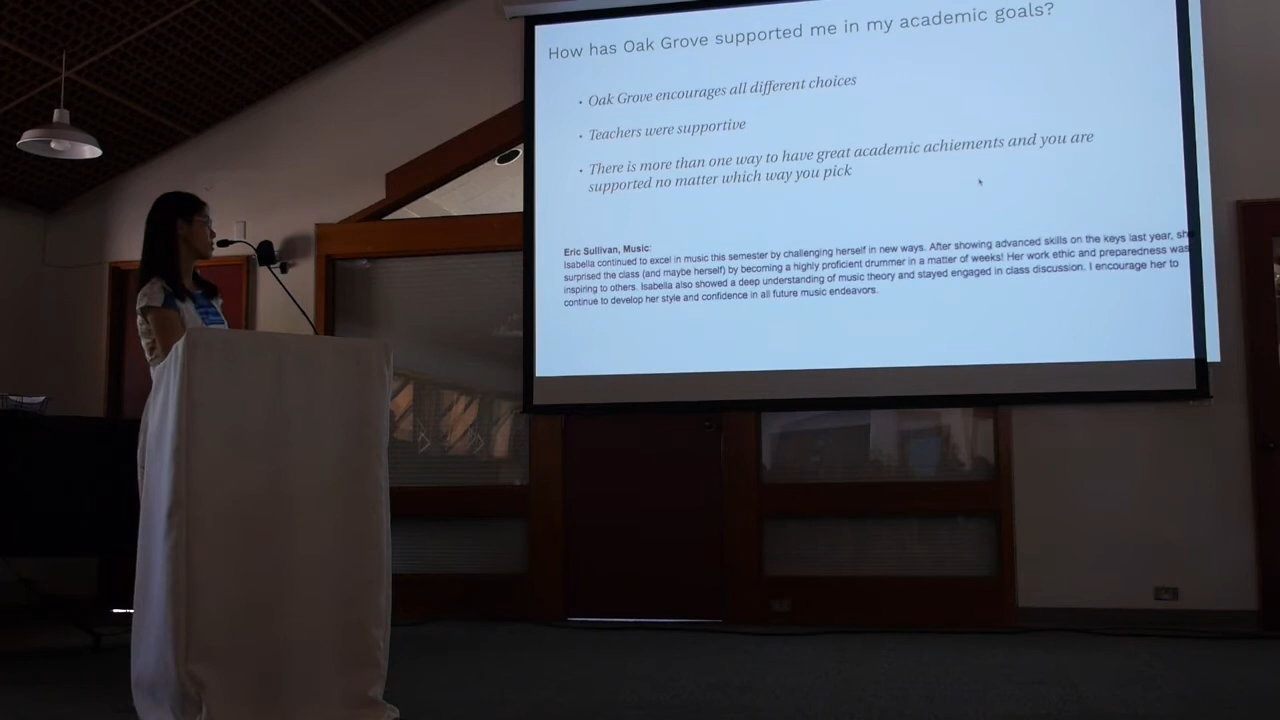 How has Oak Grove supported me in my academic goals?
• Oak Grove encourages all different choices
• Teachers were supportive
• There is more than one way to have great academic achiements and you are
supported no matter which way you pick
Eric Sullivan, Music:
Isabella continued to excel in music this semester by challenging herself in new ways. After showing advanced skills on the keys last year, she
surprised the class (and maybe herself) by becoming a highly proficient drummer in a matter of weeks! Her work ethic and preparedness was
inspiring to others. Isabella also showed a deep understanding of music theory and stayed engaged in class discussion. I encourage her to
continue to develop her style and confidence in all future music endeavors.